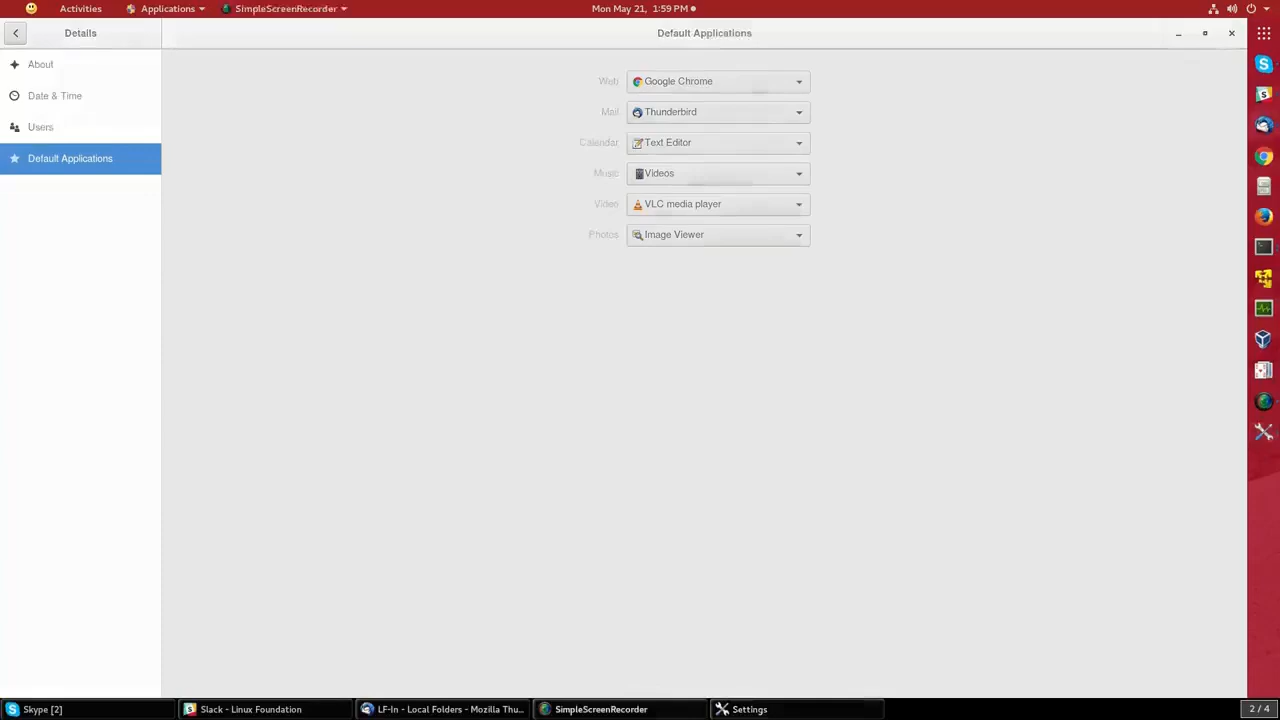 Activities
Applications
SimpleScreenRecorder
Mon May 21, 1:59 PM
Details
Default Applications
About
Date & Time
Users
Default Applications
Web Google Chrome
Mail Thunderbird
Calendar Text Editor
Music Videos
Video VLC media player
Photos Image Viewer
Skype [2]
Slack - Linux Foundation
LF-In - Local Folders - Mozilla Thu...
SimpleScreenRecorder
Settings
2 / 4